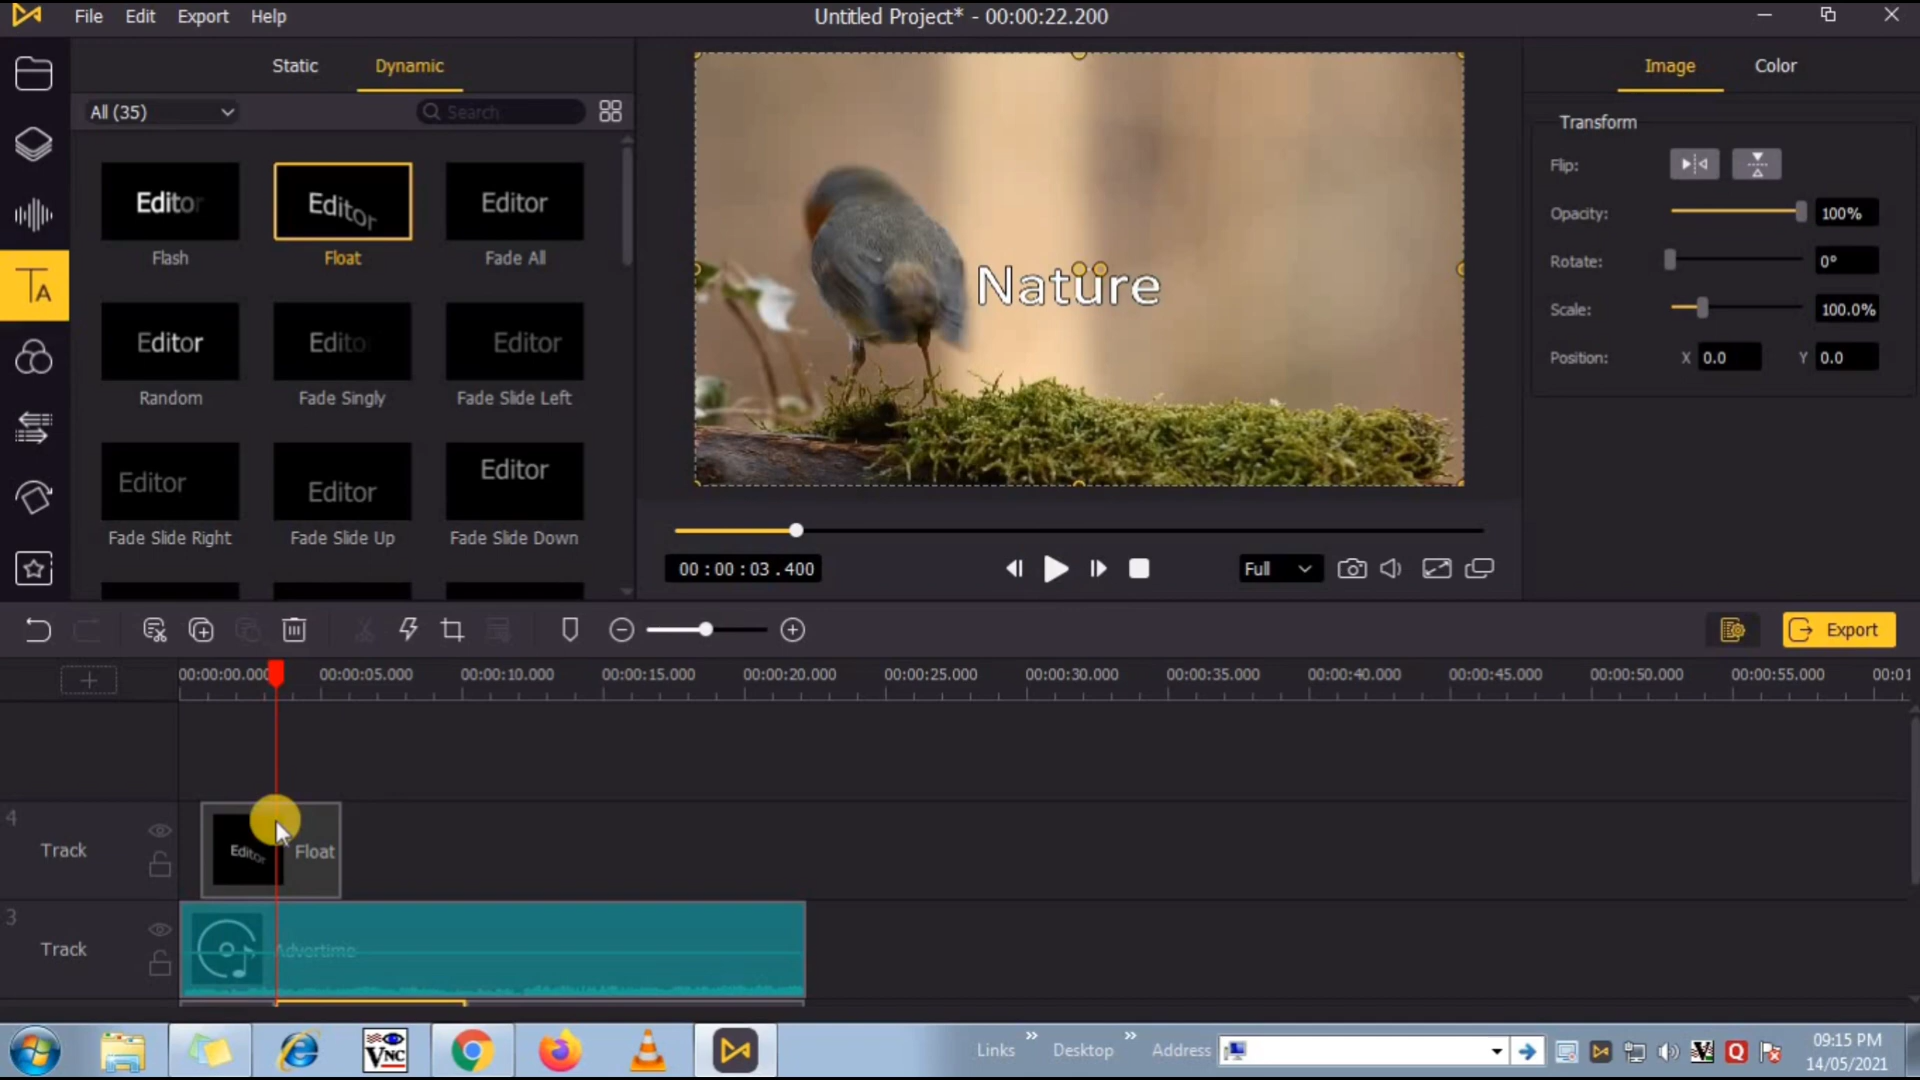 File Edit Export Help
Untitled Project* - 00:00:22.200
Static Dynamic
Image Color
All (35)
Search
Transform
Flip:
Editor Editor Editor
Opacity: 100%
Flash Float Fade All
Rotate: 0°
Nature
Scale: 100.0%
Editor Edito Editor
Position: X 0.0 Y 0.0
Random Fade Singly Fade Slide Left
Editor Editor Editor
Fade Slide Right Fade Slide Up Fade Slide Down
00:00:03.400
Full
Export
00:00:00.000 00:00:05.000 00:00:10.000 00:00:15.000 00:00:20.000 00:00:25.000 00:00:30.000 00:00:35.000 00:00:40.000 00:00:45.000 00:00:50.000 00:00:55.000 00:01
4
Track
Editor Float
3
Track
Advertime
VNC
Links » Desktop » Address
09:15 PM
14/05/2021